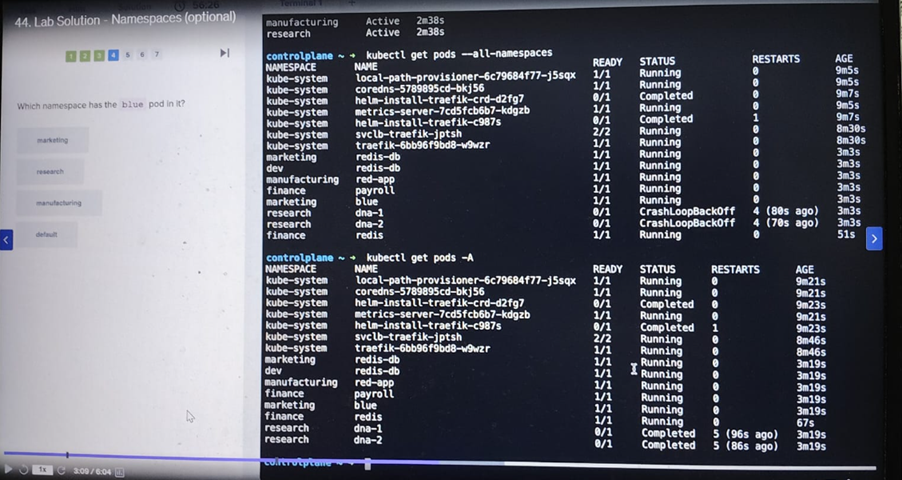 44. Lab Solution - Namespaces (optional)
56:26
Terminal 1
1 2 3 4 5 6 7
Which namespace has the blue pod in it?
marketing
research
manufacturing
default
manufacturing Active 2m38s
research Active 2m38s
controlplane ~ ➜ kubectl get pods --all-namespaces
NAMESPACE NAME READY STATUS RESTARTS AGE
kube-system local-path-provisioner-6c79684f77-j5sqx 1/1 Running 0 9m5s
kube-system coredns-5789895cd-bkj56 1/1 Running 0 9m5s
kube-system helm-install-traefik-crd-d2fg7 0/1 Completed 0 9m7s
kube-system metrics-server-7cd5fcb6b7-kdgzb 1/1 Running 0 9m5s
kube-system helm-install-traefik-c987s 0/1 Completed 1 9m7s
kube-system svclb-traefik-jptsh 2/2 Running 0 8m30s
kube-system traefik-6bb96f9bd8-w9wzr 1/1 Running 0 8m30s
marketing redis-db 1/1 Running 0 3m3s
dev redis-db 1/1 Running 0 3m3s
manufacturing red-app 1/1 Running 0 3m3s
finance payroll 1/1 Running 0 3m3s
marketing blue 1/1 Running 0 3m3s
research dna-1 0/1 CrashLoopBackOff 4 (80s ago) 3m3s
research dna-2 0/1 CrashLoopBackOff 4 (70s ago) 3m3s
finance redis 1/1 Running 0 51s
controlplane ~ ➜ kubectl get pods -A
NAMESPACE NAME READY STATUS RESTARTS AGE
kube-system local-path-provisioner-6c79684f77-j5sqx 1/1 Running 0 9m21s
kube-system coredns-5789895cd-bkj56 1/1 Running 0 9m21s
kube-system helm-install-traefik-crd-d2fg7 0/1 Completed 0 9m23s
kube-system metrics-server-7cd5fcb6b7-kdgzb 1/1 Running 0 9m21s
kube-system helm-install-traefik-c987s 0/1 Completed 1 9m23s
kube-system svclb-traefik-jptsh 2/2 Running 0 8m46s
kube-system traefik-6bb96f9bd8-w9wzr 1/1 Running 0 8m46s
marketing redis-db 1/1 Running 0 3m19s
dev redis-db 1/1 Running 0 3m19s
manufacturing red-app 1/1 Running 0 3m19s
finance payroll 1/1 Running 0 3m19s
marketing blue 1/1 Running 0 3m19s
finance redis 1/1 Running 0 67s
research dna-1 0/1 Completed 5 (96s ago) 3m19s
research dna-2 0/1 Completed 5 (86s ago) 3m19s
controlplane ~ ➜
1x 3:09 / 6:04